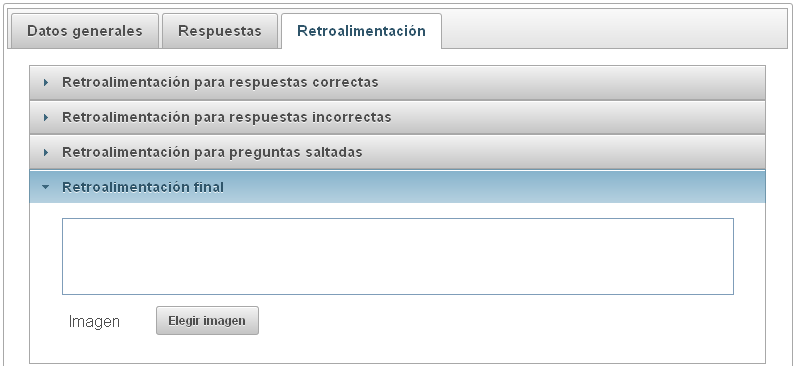 Datos generales Respuestas Retroalimentación
Retroalimentación para respuestas correctas
Retroalimentación para respuestas incorrectas
Retroalimentación para preguntas saltadas
Retroalimentación final
Imagen Elegir imagen